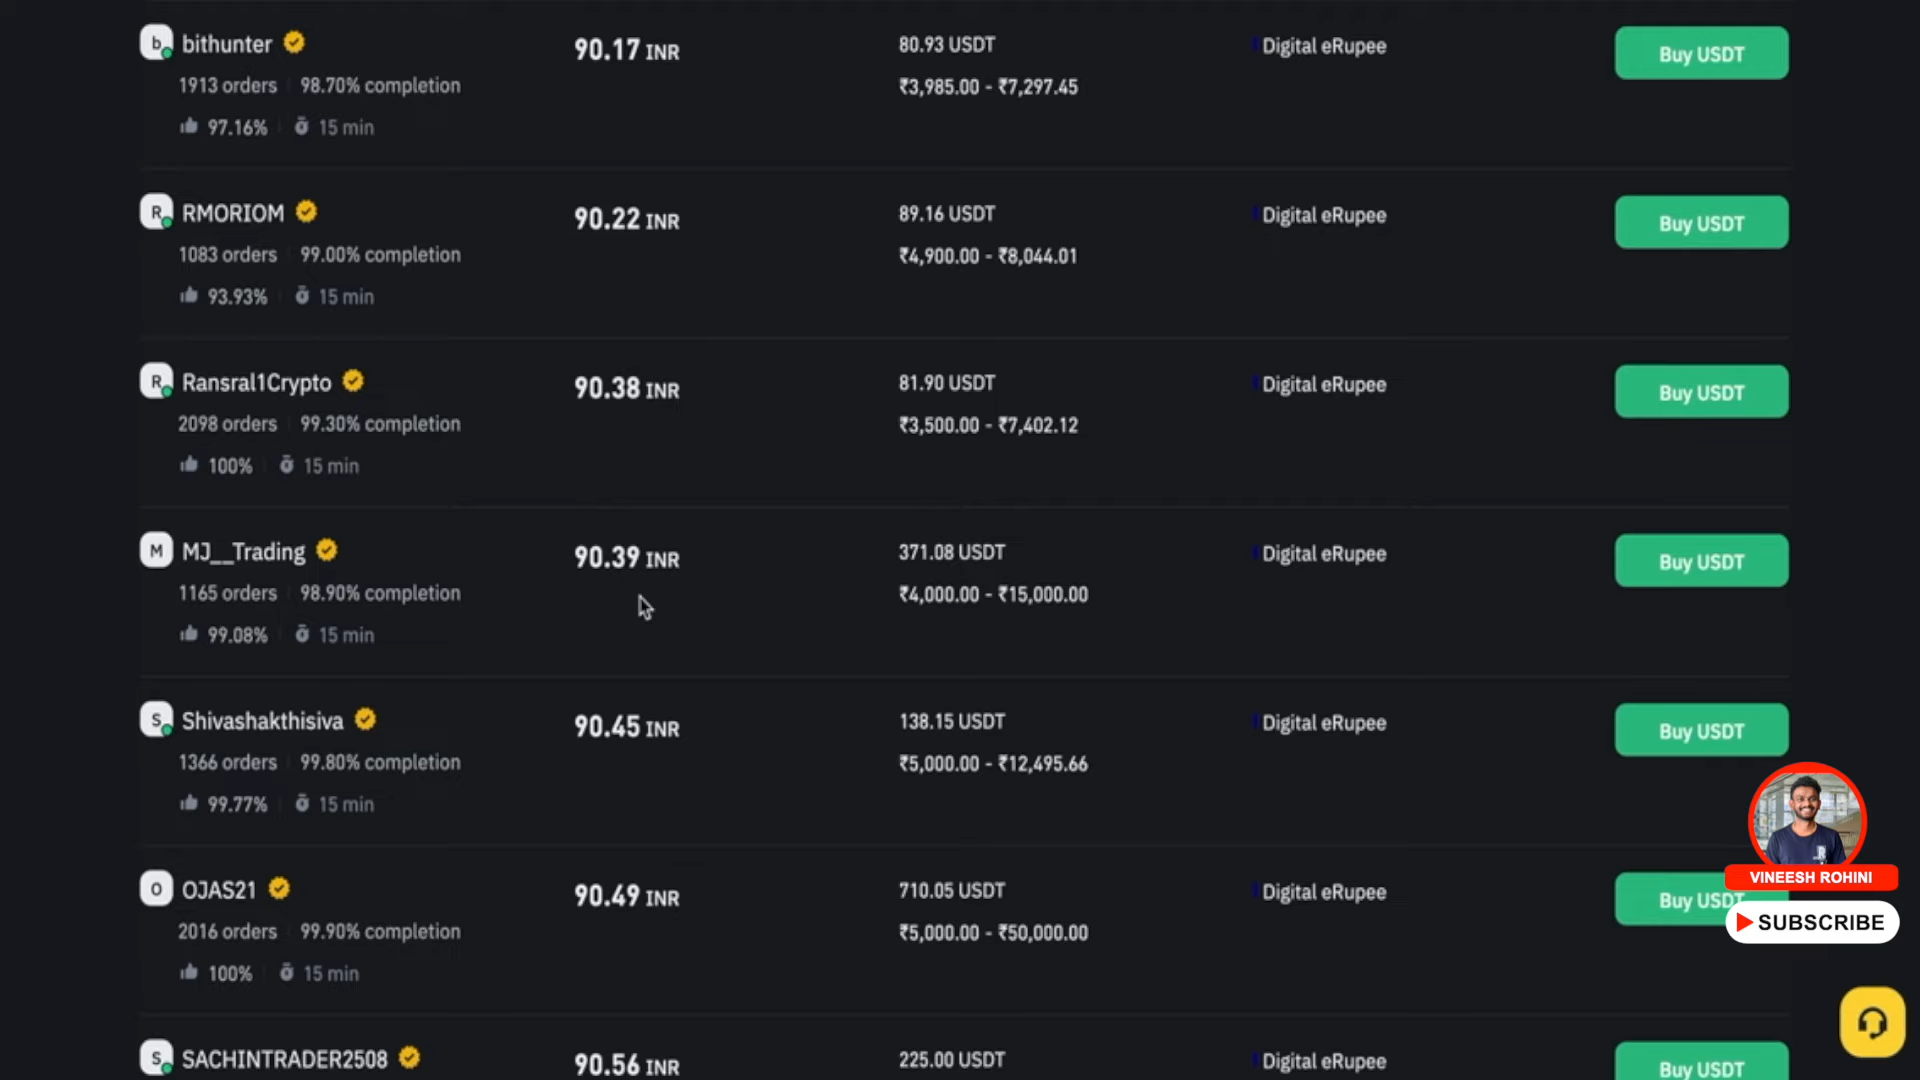 b bithunter
90.17 INR
80.93 USDT
Digital eRupee
Buy USDT
1913 orders 98.70% completion
₹3,985.00 - ₹7,297.45
97.16% 15 min
R RMORIOM
90.22 INR
89.16 USDT
Digital eRupee
Buy USDT
1083 orders 99.00% completion
₹4,900.00 - ₹8,044.01
93.93% 15 min
R Ransral1Crypto
90.38 INR
81.90 USDT
Digital eRupee
Buy USDT
2098 orders 99.30% completion
₹3,500.00 - ₹7,402.12
100% 15 min
M MJ__Trading
90.39 INR
371.08 USDT
Digital eRupee
Buy USDT
1165 orders 98.90% completion
₹4,000.00 - ₹15,000.00
99.08% 15 min
S Shivashakthisiva
90.45 INR
138.15 USDT
Digital eRupee
Buy USDT
1366 orders 99.80% completion
₹5,000.00 - ₹12,495.66
99.77% 15 min
O OJAS21
90.49 INR
710.05 USDT
Digital eRupee
Buy USDT
2016 orders 99.90% completion
₹5,000.00 - ₹50,000.00
100% 15 min
VINEESH ROHINI
SUBSCRIBE
S SACHINTRADER2508
90.56 INR
225.00 USDT
Digital eRupee
Buy USDT